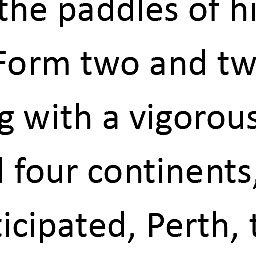 the paddles of hi
Form two and tw
g with a vigorous
l four continents,
ticipated, Perth, t